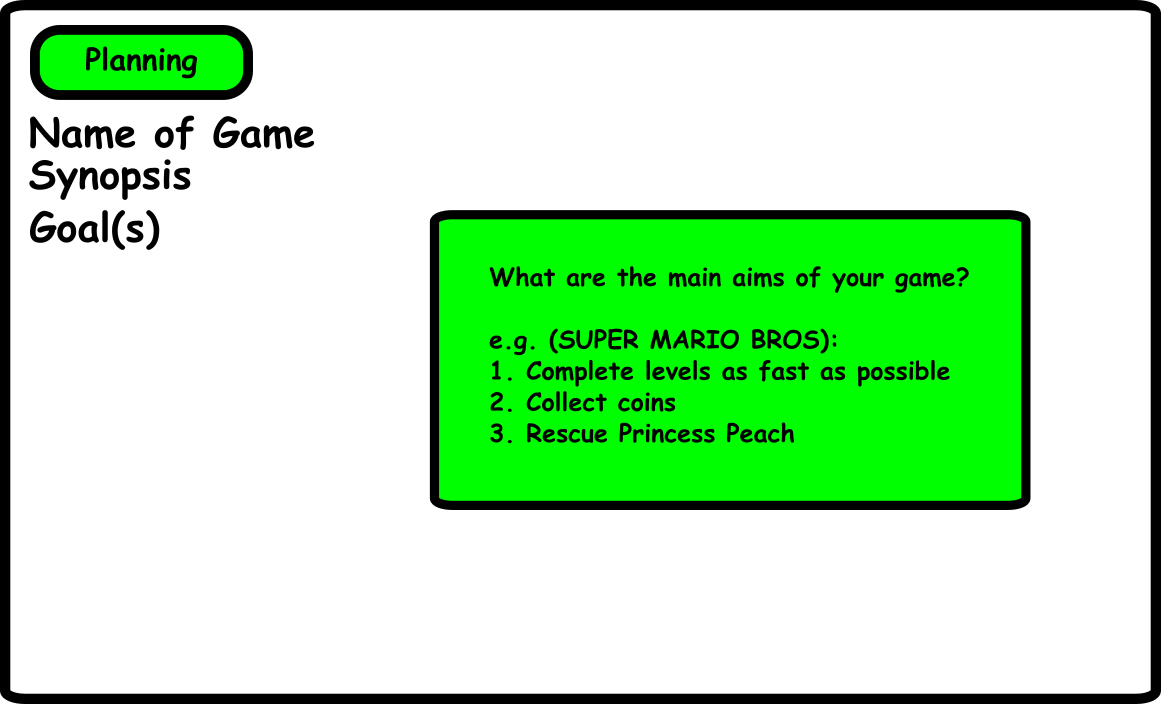 Planning
Name of Game
Synopsis
Goal(s)
What are the main aims of your game?
e.g. (SUPER MARIO BROS):
1. Complete levels as fast as possible
2. Collect coins
3. Rescue Princess Peach